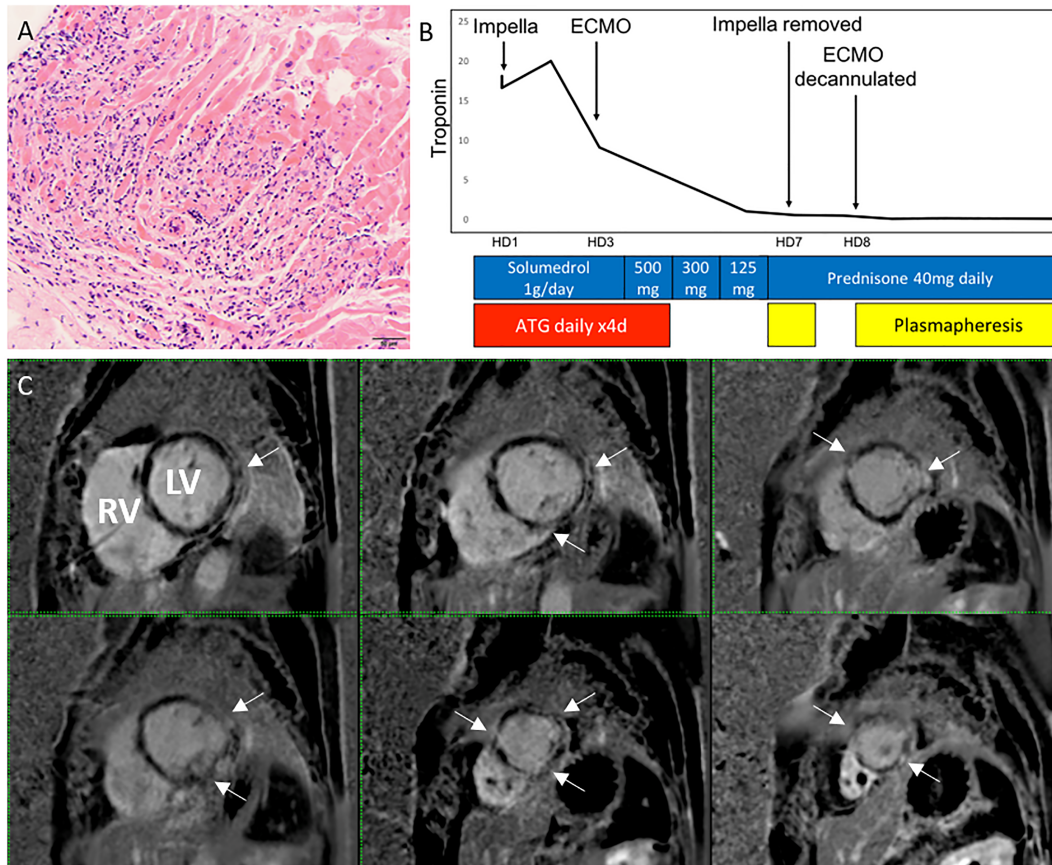 A
B
Impella
ECMO
Impella removed
ECMO
decannulated
Troponin
25
20
15
10
5
0
HD1
HD3
HD7
HD8
Solumedrol
1g/day
500
mg
300
mg
125
mg
Prednisone 40mg daily
ATG daily x4d
Plasmapheresis
C
RV
LV